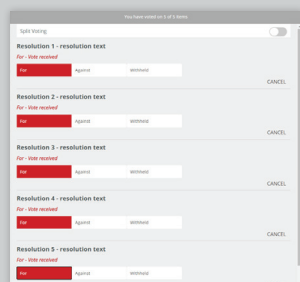 You have voted on 5 of 5 items
Split Voting
Resolution 1 - resolution text
For - Vote received
For
Against
Withheld
CANCEL
Resolution 2 - resolution text
For - Vote received
For
Against
Withheld
CANCEL
Resolution 3 - resolution text
For - Vote received
For
Against
Withheld
CANCEL
Resolution 4 - resolution text
For - Vote received
For
Against
Withheld
CANCEL
Resolution 5 - resolution text
For - Vote received
For
Against
Withheld